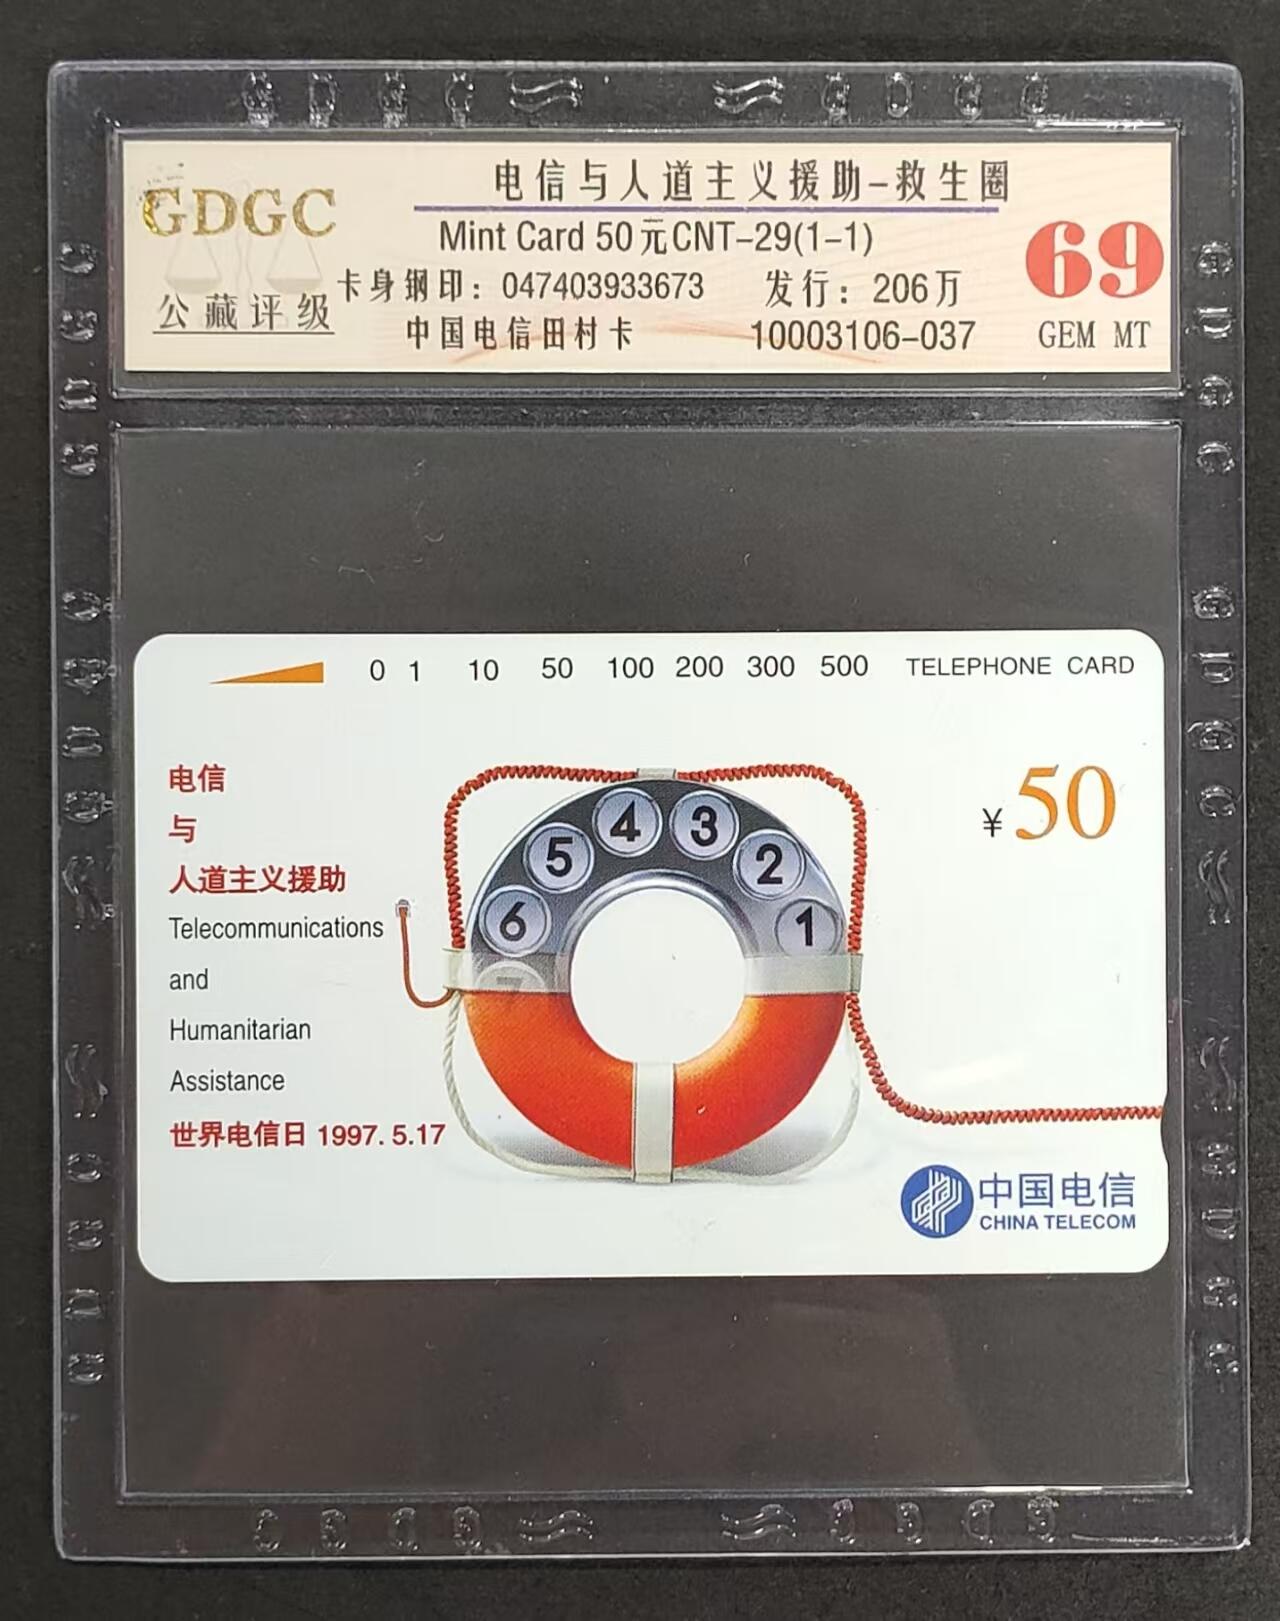 GDGC
公藏评级
电信与人道主义援助-救生圈
Mint Card 50元CNT-29(1-1)
卡身钢印：047403933673 发行：206万
中国电信田村卡 10003106-037
69
GEM MT
0 1 10 50 100 200 300 500 TELEPHONE CARD
电信
与
人道主义援助
Telecommunications
and
Humanitarian
Assistance
世界电信日 1997. 5.17
¥50
1
2
3
4
5
6
7
中国电信
CHINA TELECOM